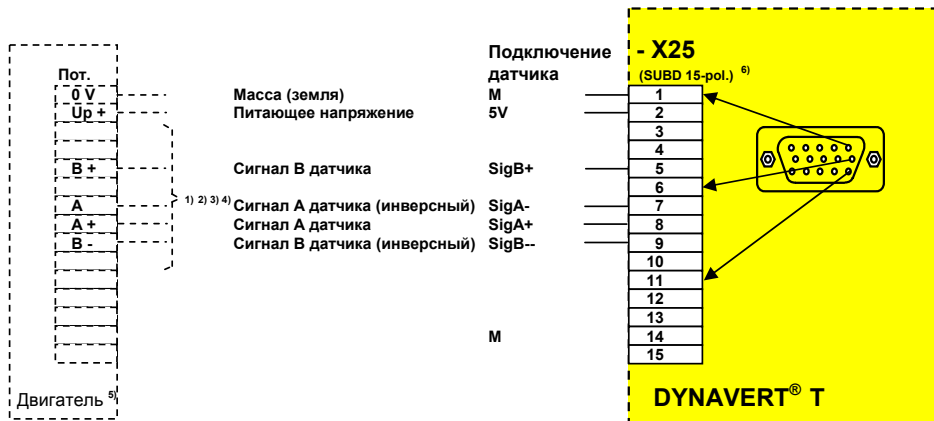 Подключение датчика
- X25
(SUBD 15-pol.) 6)
Пот.
0 V Масса (земля) M 1
Up + Питающее напряжение 5V 2
3
4
B + Сигнал B датчика SigB+ 5
6
A 1) 2) 3) 4) Сигнал A датчика (инверсный) SigA- 7
A + Сигнал A датчика SigA+ 8
B - Сигнал B датчика (инверсный) SigB-- 9
10
11
12
13
M 14
15
Двигатель 5)
DYNAVERT® T